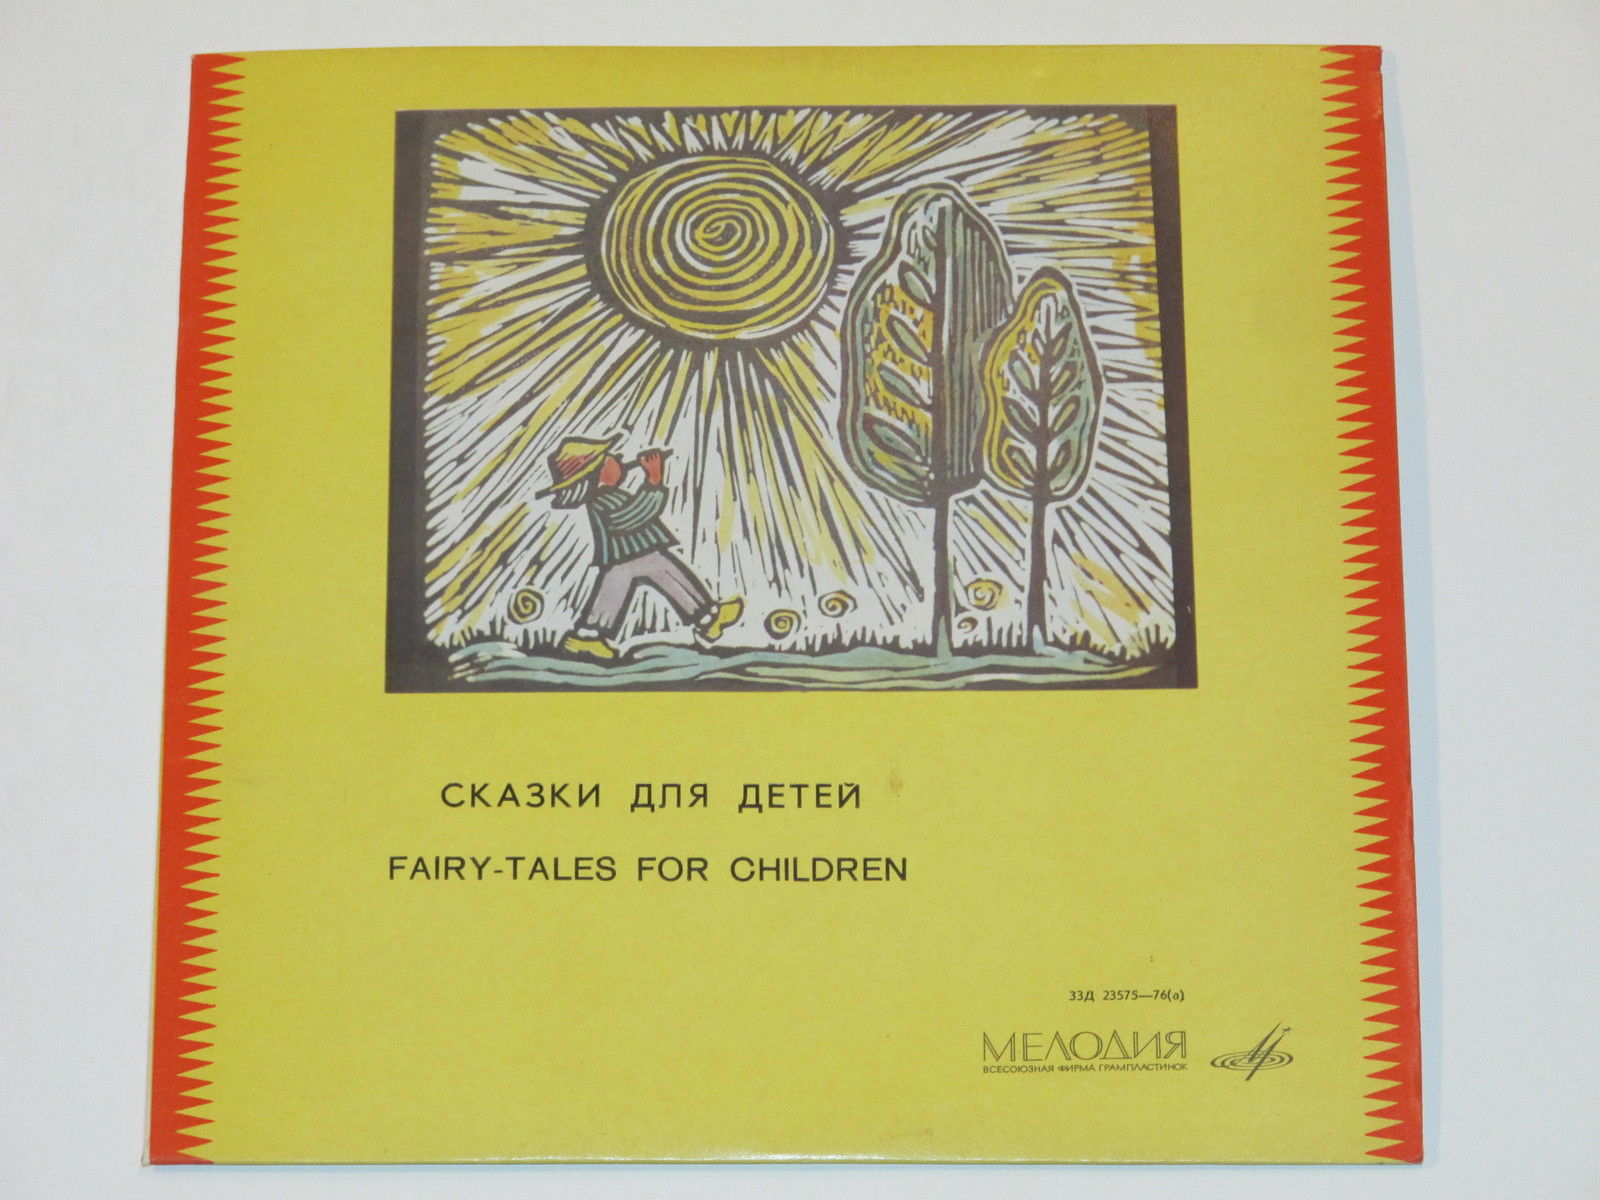 СКАЗКИ ДЛЯ ДЕТЕЙ
FAIRY-TALES FOR CHILDREN
33Д 23575—76(а)
МЕЛОДИЯ
ВСЕСОЮЗНАЯ ФИРМА ГРАМПЛАСТИНОК